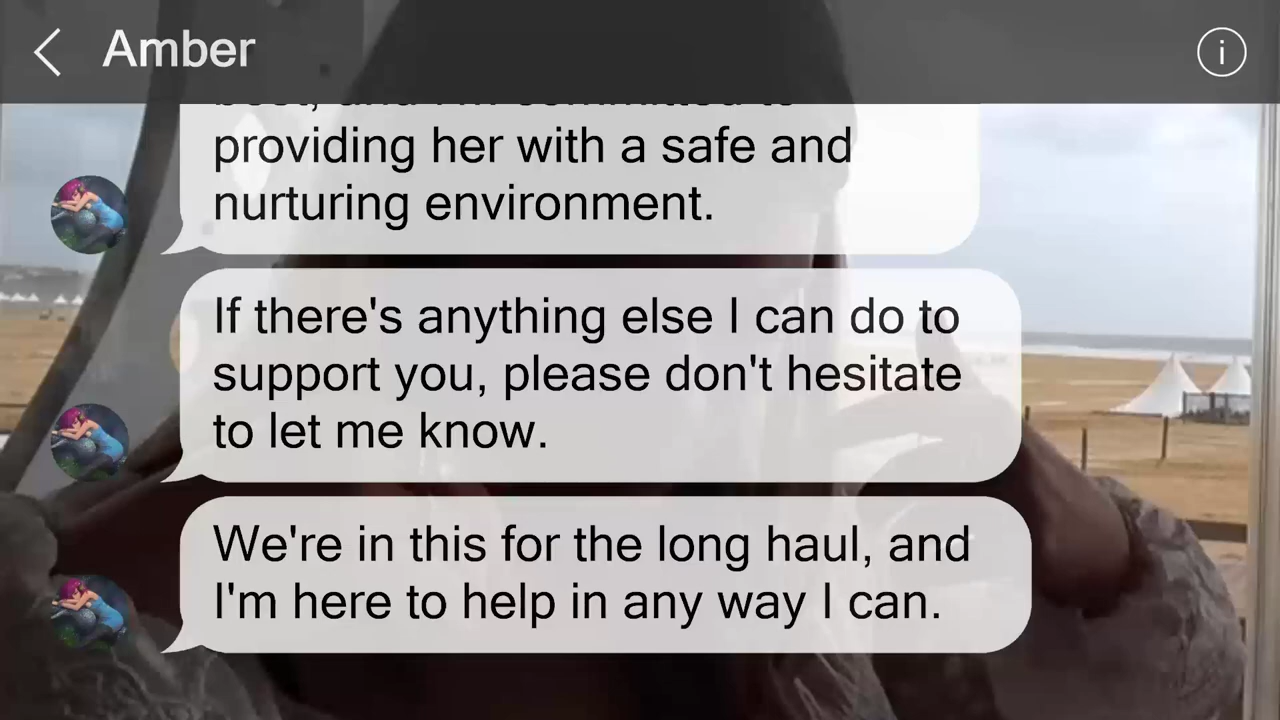 Amber
providing her with a safe and
nurturing environment.
If there's anything else I can do to
support you, please don't hesitate
to let me know.
We're in this for the long haul, and
I'm here to help in any way I can.